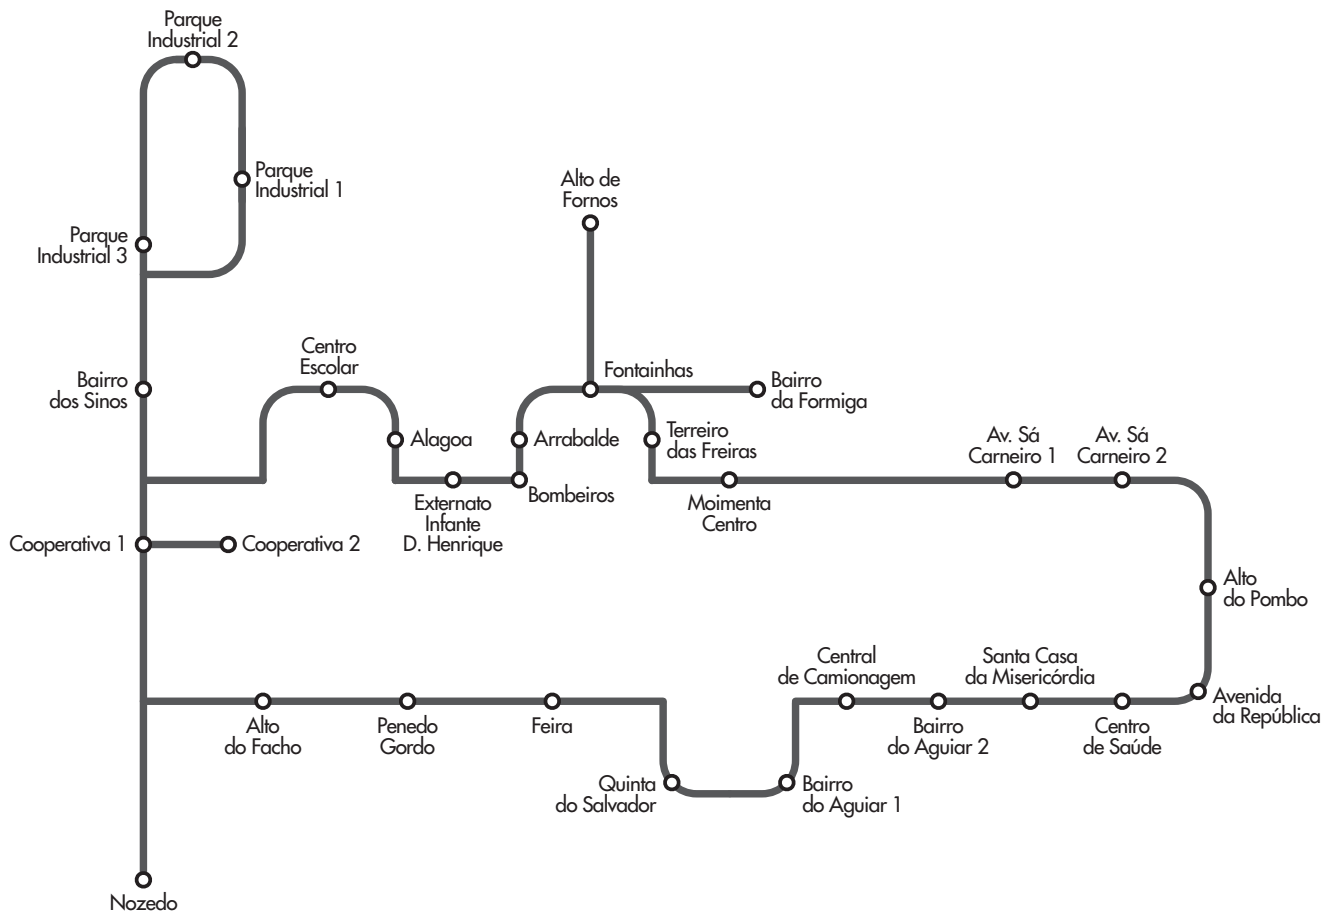 Parque
Industrial 2
Parque
Industrial 1
Alto de
Fornos
Parque
Industrial 3
Centro
Escolar
Fontainhas
Bairro
dos Sinos
Bairro
da Formiga
Alagoa
Arrabalde
Terreiro
das Freiras
Av. Sá
Carneiro 1
Av. Sá
Carneiro 2
Externato
Infante
D. Henrique
Bombeiros
Moimenta
Centro
Cooperativa 1
Cooperativa 2
Alto
do Pombo
Central
de Camionagem
Santa Casa
da Misericórdia
Avenida
da República
Alto
do Facho
Penedo
Gordo
Feira
Bairro
do Aguiar 2
Centro
de Saúde
Quinta
do Salvador
Bairro
do Aguiar 1
Nozedo